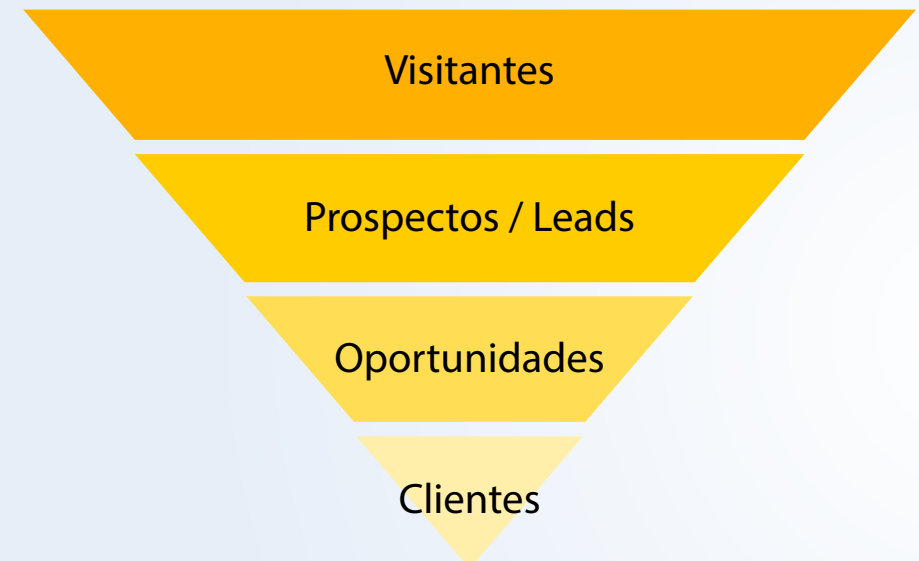 Visitantes
Prospectos / Leads
Oportunidades
Clientes